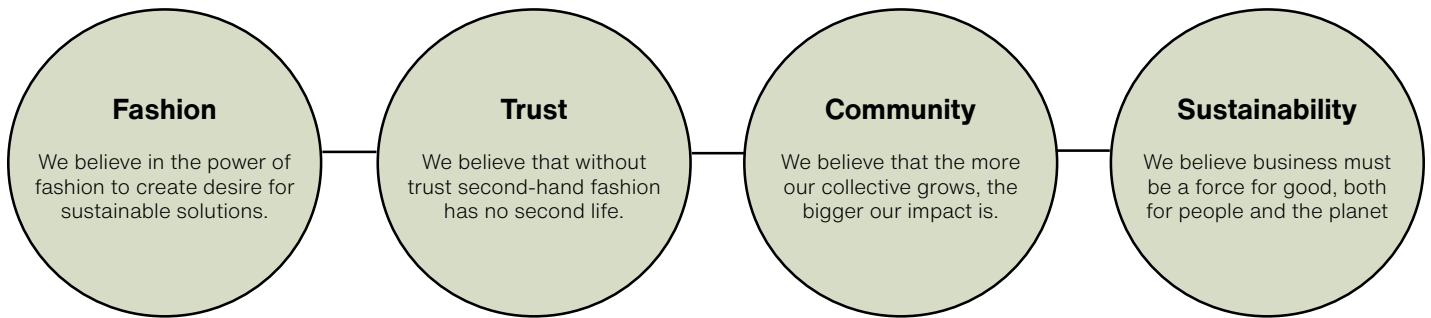 Fashion
We believe in the power of
fashion to create desire for
sustainable solutions.
Trust
We believe that without
trust second-hand fashion
has no second life.
Community
We believe that the more
our collective grows, the
bigger our impact is.
Sustainability
We believe business must
be a force for good, both
for people and the planet